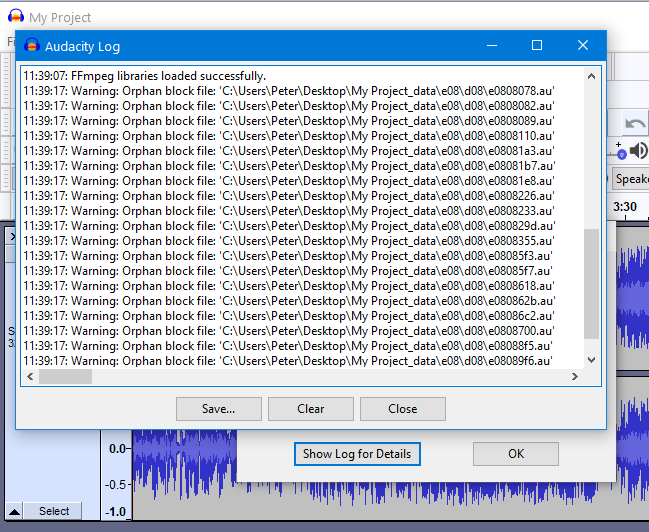 My Project
Audacity Log
11:39:07: FFmpeg libraries loaded successfully.
11:39:17: Warning: Orphan block file: 'C:\Users\Peter\Desktop\My Project_data\e08\d08\e0808078.au'
11:39:17: Warning: Orphan block file: 'C:\Users\Peter\Desktop\My Project_data\e08\d08\e0808082.au'
11:39:17: Warning: Orphan block file: 'C:\Users\Peter\Desktop\My Project_data\e08\d08\e0808089.au'
11:39:17: Warning: Orphan block file: 'C:\Users\Peter\Desktop\My Project_data\e08\d08\e0808110.au'
11:39:17: Warning: Orphan block file: 'C:\Users\Peter\Desktop\My Project_data\e08\d08\e08081a3.au'
11:39:17: Warning: Orphan block file: 'C:\Users\Peter\Desktop\My Project_data\e08\d08\e08081b7.au'
11:39:17: Warning: Orphan block file: 'C:\Users\Peter\Desktop\My Project_data\e08\d08\e08081e8.au'
11:39:17: Warning: Orphan block file: 'C:\Users\Peter\Desktop\My Project_data\e08\d08\e0808226.au'
11:39:17: Warning: Orphan block file: 'C:\Users\Peter\Desktop\My Project_data\e08\d08\e0808233.au'
11:39:17: Warning: Orphan block file: 'C:\Users\Peter\Desktop\My Project_data\e08\d08\e080829d.au'
11:39:17: Warning: Orphan block file: 'C:\Users\Peter\Desktop\My Project_data\e08\d08\e0808355.au'
11:39:17: Warning: Orphan block file: 'C:\Users\Peter\Desktop\My Project_data\e08\d08\e08085f3.au'
11:39:17: Warning: Orphan block file: 'C:\Users\Peter\Desktop\My Project_data\e08\d08\e08085f7.au'
11:39:17: Warning: Orphan block file: 'C:\Users\Peter\Desktop\My Project_data\e08\d08\e0808618.au'
11:39:17: Warning: Orphan block file: 'C:\Users\Peter\Desktop\My Project_data\e08\d08\e080862b.au'
11:39:17: Warning: Orphan block file: 'C:\Users\Peter\Desktop\My Project_data\e08\d08\e08086c2.au'
11:39:17: Warning: Orphan block file: 'C:\Users\Peter\Desktop\My Project_data\e08\d08\e0808700.au'
11:39:17: Warning: Orphan block file: 'C:\Users\Peter\Desktop\My Project_data\e08\d08\e08088f5.au'
11:39:17: Warning: Orphan block file: 'C:\Users\Peter\Desktop\My Project_data\e08\d08\e08089f6.au'
Speake
3:30
Save...
Clear
Close
Show Log for Details
OK
0.0
-0.5
-1.0
Select